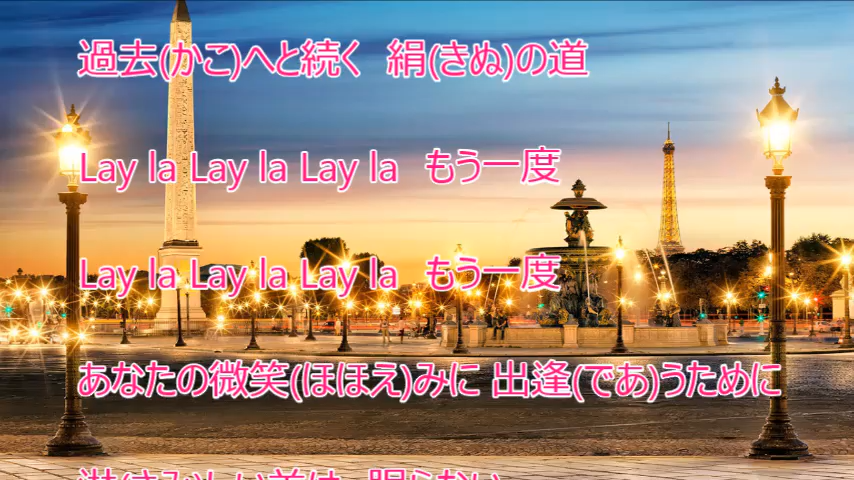 過去(かこ)へと続く 絹(きぬ)の道
Lay la Lay la Lay la もう一度
Lay la Lay la Lay la もう一度
あなたの微笑(ほほえ)みに 出逢(であ)うために